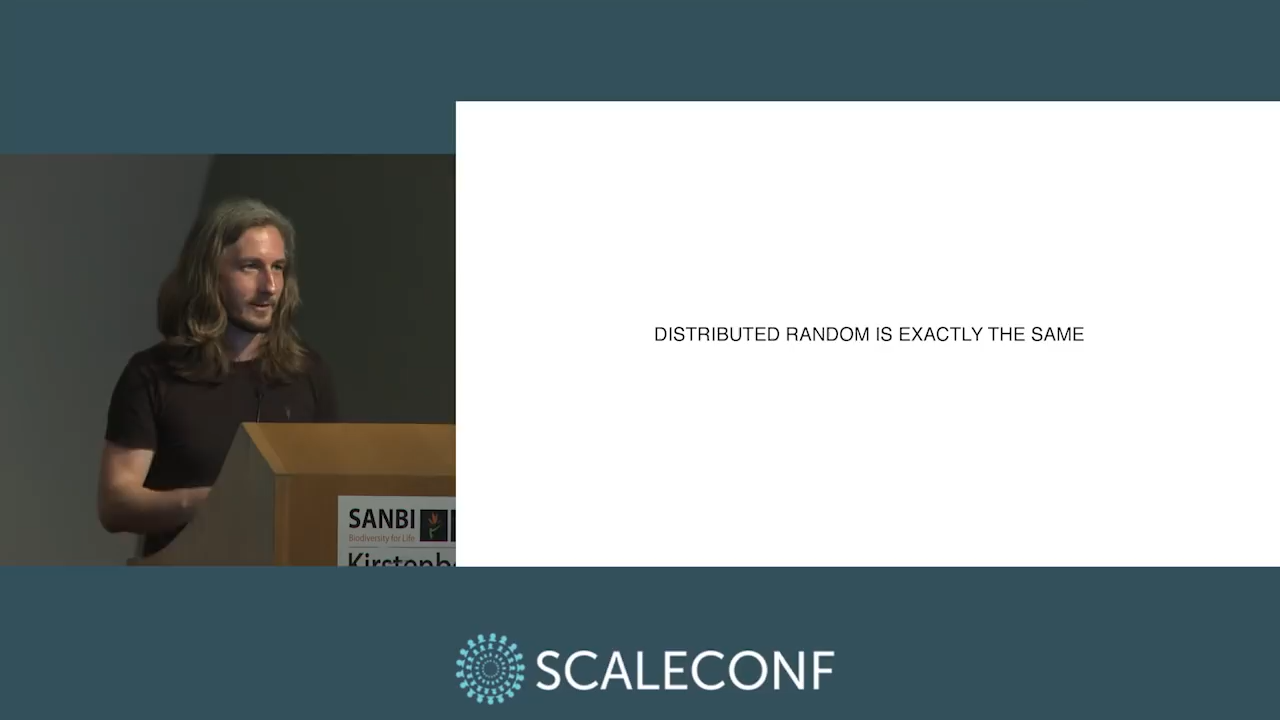 DISTRIBUTED RANDOM IS EXACTLY THE SAME
SANBI
Biodiversity for Life
SCALECONF